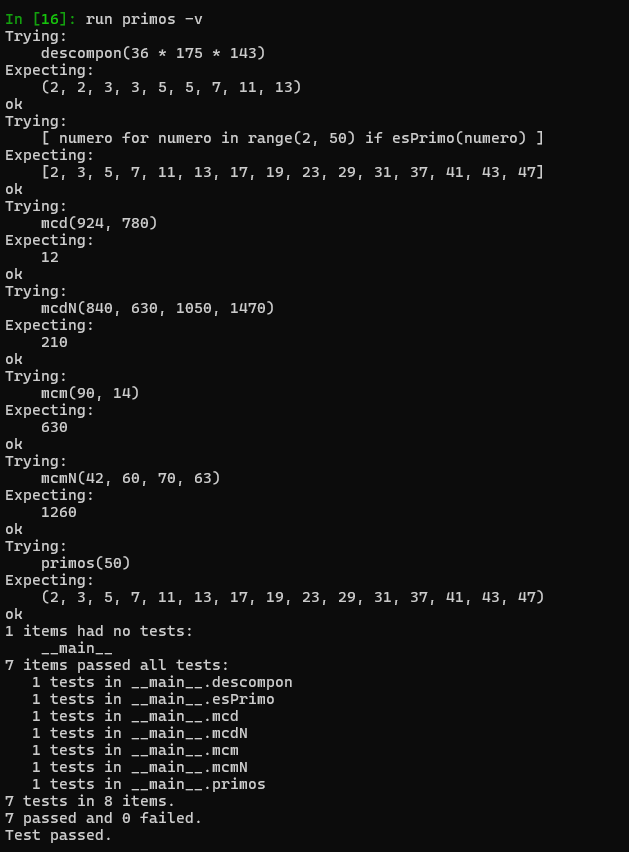 In [16]: run primos -v
Trying:
    descompon(36 * 175 * 143)
Expecting:
    (2, 2, 3, 3, 5, 5, 7, 11, 13)
ok
Trying:
    [ numero for numero in range(2, 50) if esPrimo(numero) ]
Expecting:
    [2, 3, 5, 7, 11, 13, 17, 19, 23, 29, 31, 37, 41, 43, 47]
ok
Trying:
    mcd(924, 780)
Expecting:
    12
ok
Trying:
    mcdN(840, 630, 1050, 1470)
Expecting:
    210
ok
Trying:
    mcm(90, 14)
Expecting:
    630
ok
Trying:
    mcmN(42, 60, 70, 63)
Expecting:
    1260
ok
Trying:
    primos(50)
Expecting:
    (2, 3, 5, 7, 11, 13, 17, 19, 23, 29, 31, 37, 41, 43, 47)
ok
1 items had no tests:
    __main__
7 items passed all tests:
   1 tests in __main__.descompon
   1 tests in __main__.esPrimo
   1 tests in __main__.mcd
   1 tests in __main__.mcdN
   1 tests in __main__.mcm
   1 tests in __main__.mcmN
   1 tests in __main__.primos
7 tests in 8 items.
7 passed and 0 failed.
Test passed.